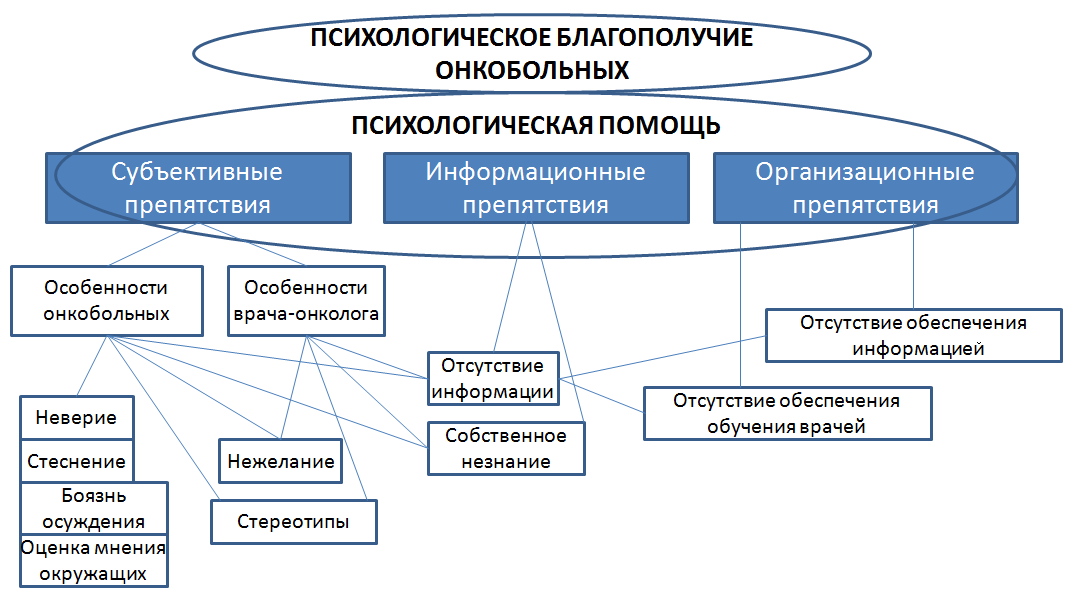 ПСИХОЛОГИЧЕСКОЕ БЛАГОПОЛУЧИЕ
ОНКОБОЛЬНЫХ
ПСИХОЛОГИЧЕСКАЯ ПОМОЩЬ
Субъективные
препятствия
Информационные
препятствия
Организационные
препятствия
Особенности
онкобольных
Особенности
врача-онколога
Отсутствие обеспечения
информацией
Отсутствие
информации
Отсутствие обеспечения
обучения врачей
Неверие
Стеснение
Боязнь
осуждения
Оценка мнения
окружащих
Нежелание
Собственное
незнание
Стереотипы